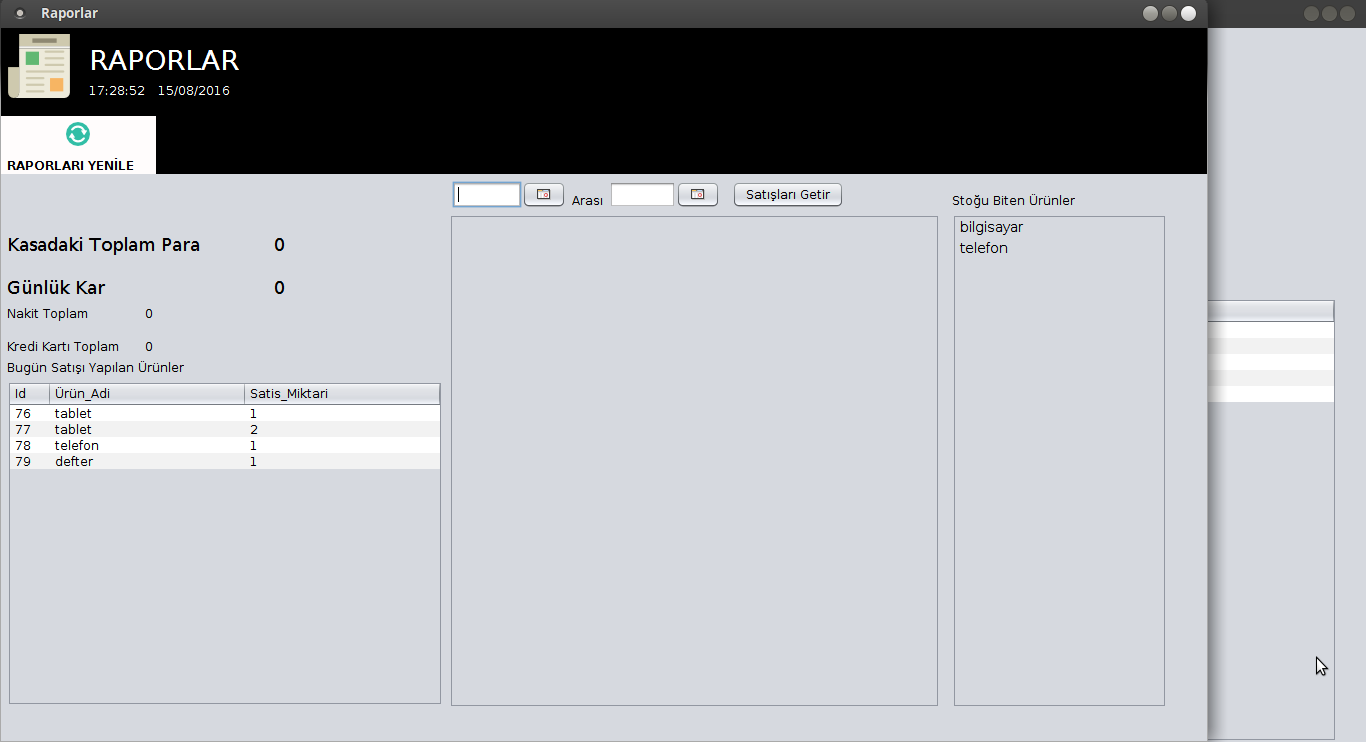 Raporlar
RAPORLAR
17:28:52 15/08/2016
RAPORLARI YENİLE
Arası
Satışları Getir
Kasadaki Toplam Para 0
Günlük Kar 0
Nakit Toplam 0
Kredi Kartı Toplam 0
Bugün Satışı Yapılan Ürünler
Id Ürün_Adi Satis_Miktari
76 tablet 1
77 tablet 2
78 telefon 1
79 defter 1
Stoğu Biten Ürünler
bilgisayar
telefon